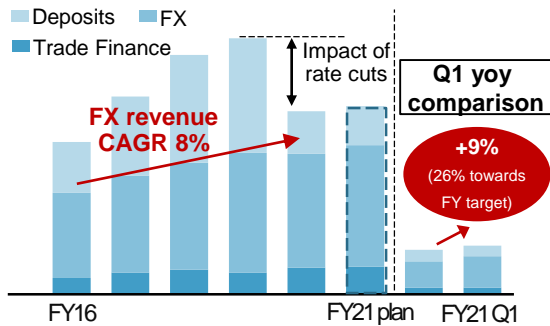 Deposits
FX
Trade Finance
Impact of
rate cuts
FX revenue
CAGR 8%
Q1 yoy
comparison
+9%
(26% towards
FY target)
FY16
FY21 plan
FY21 Q1